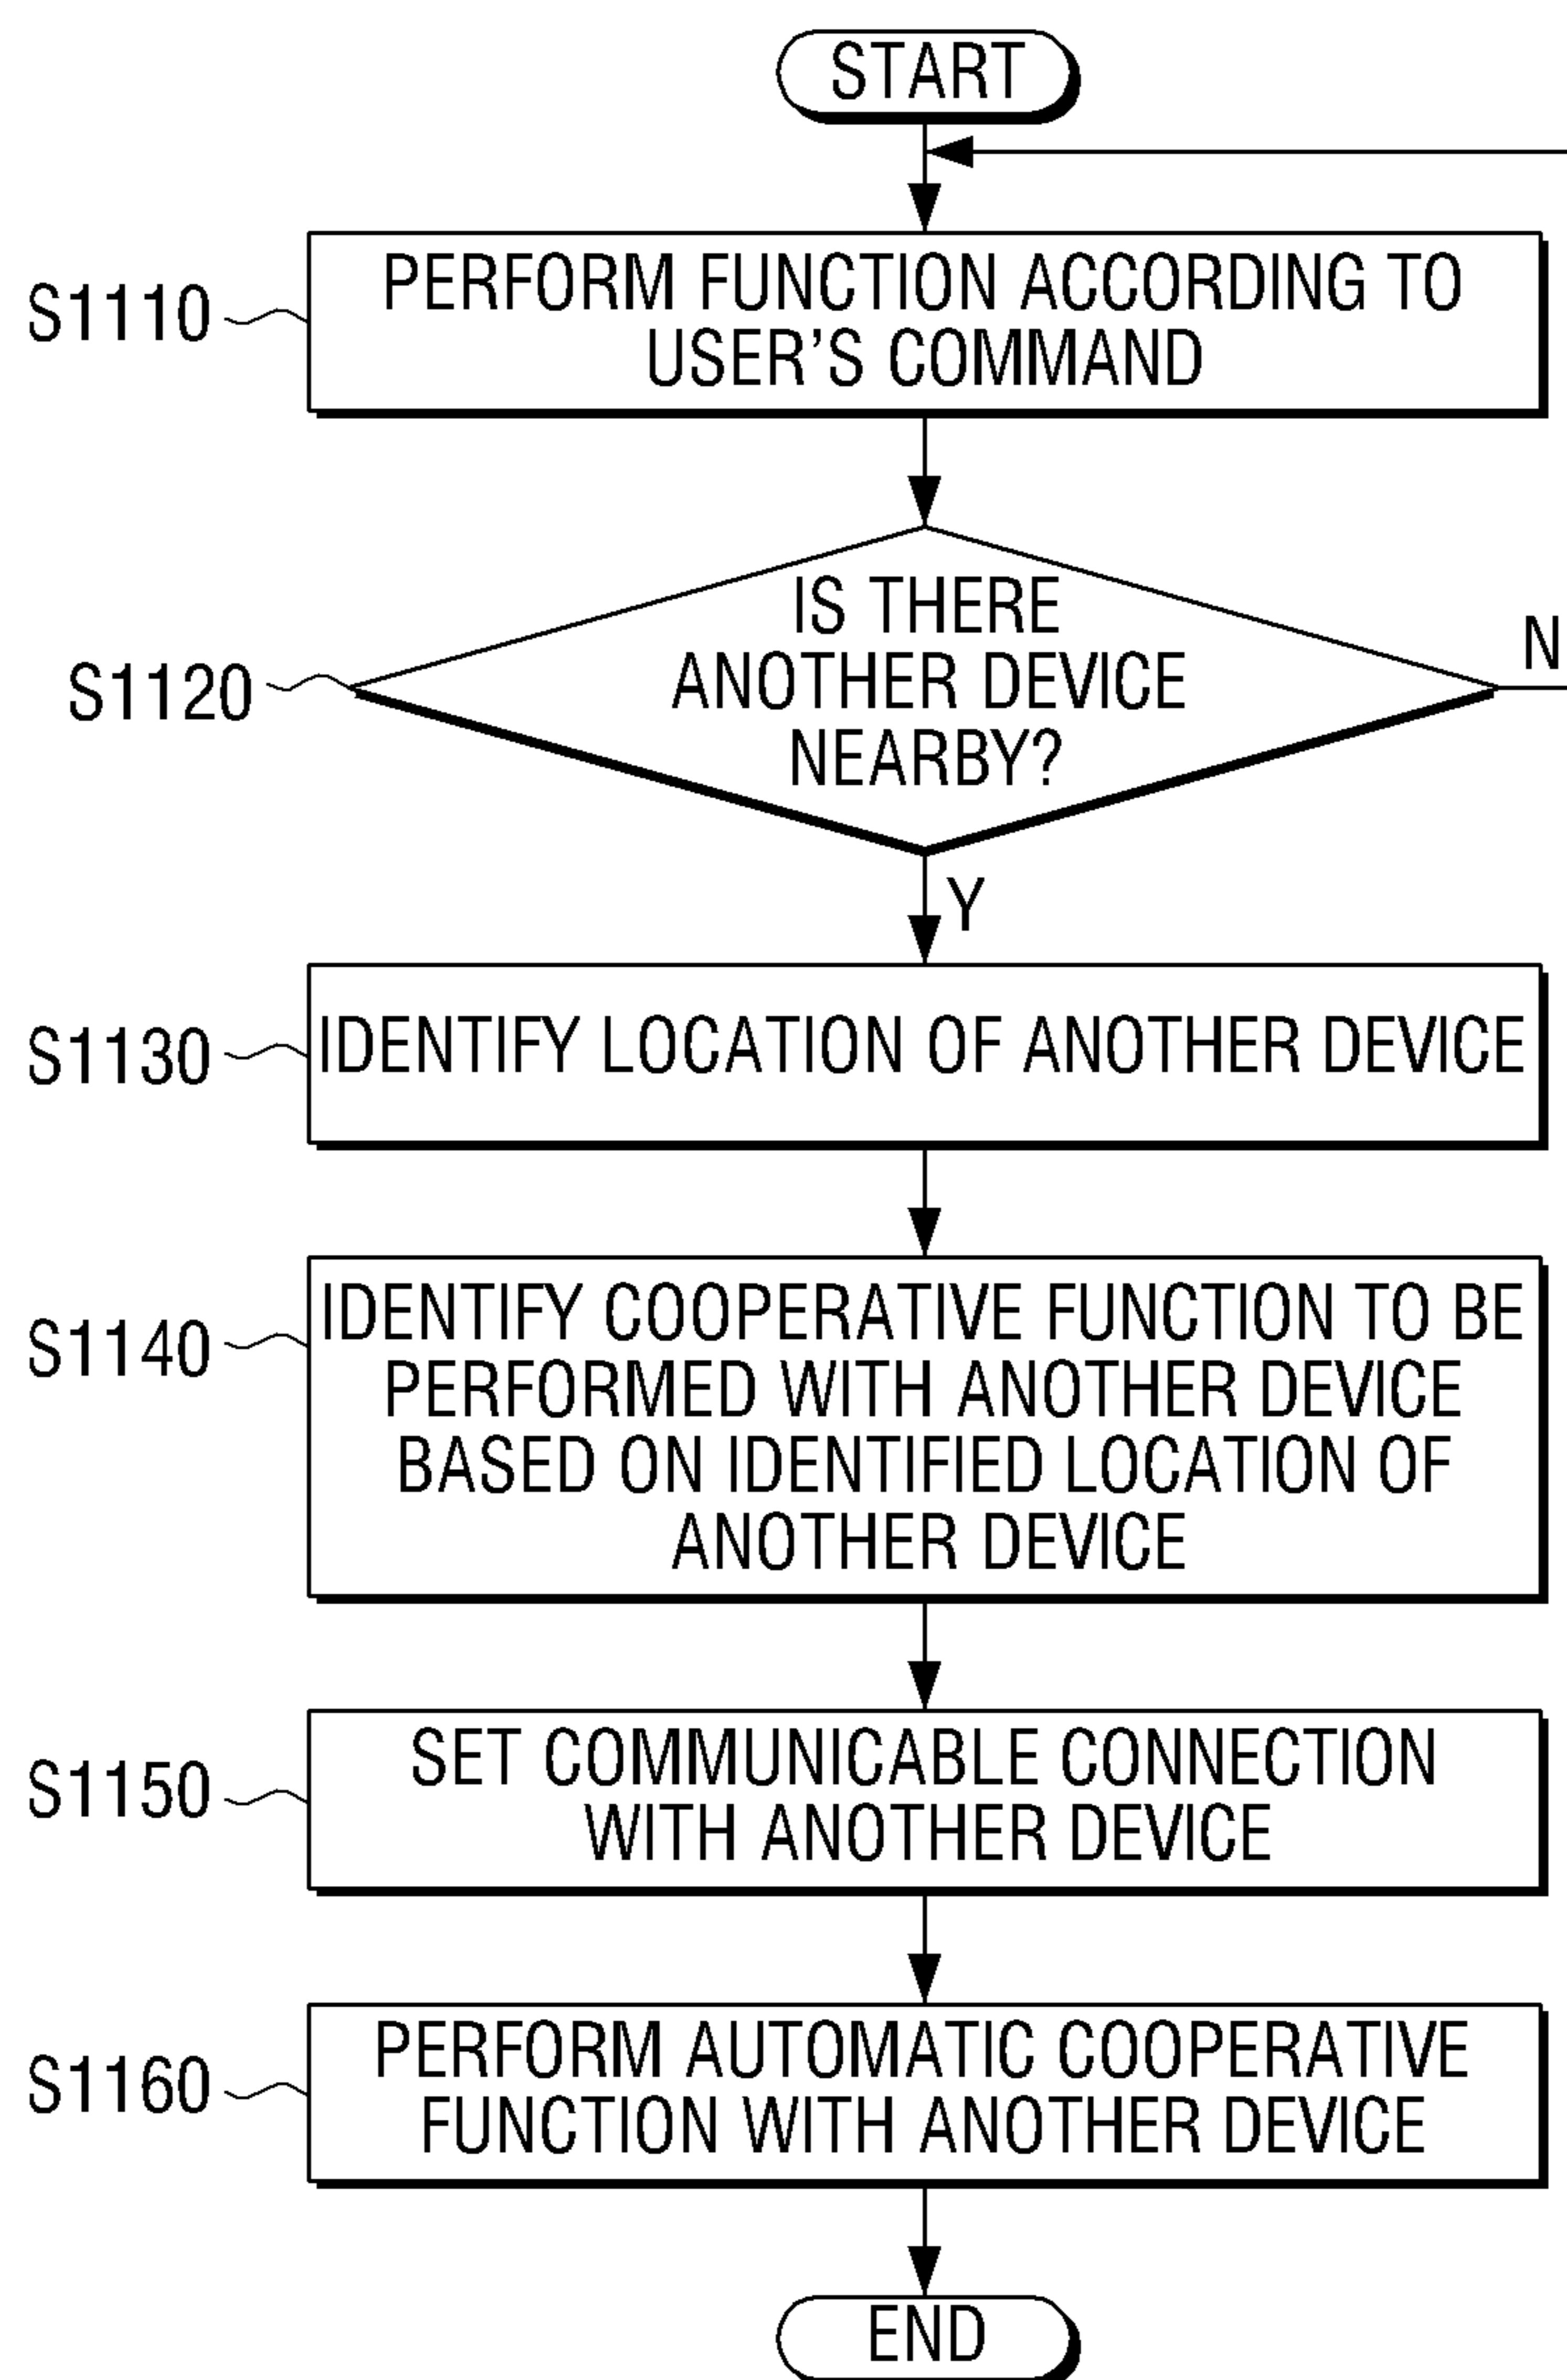 START
S1110
PERFORM FUNCTION ACCORDING TO
USER'S COMMAND
S1120
IS THERE
ANOTHER DEVICE
NEARBY?
N
Y
S1130
IDENTIFY LOCATION OF ANOTHER DEVICE
S1140
IDENTIFY COOPERATIVE FUNCTION TO BE
PERFORMED WITH ANOTHER DEVICE
BASED ON IDENTIFIED LOCATION OF
ANOTHER DEVICE
S1150
SET COMMUNICABLE CONNECTION
WITH ANOTHER DEVICE
S1160
PERFORM AUTOMATIC COOPERATIVE
FUNCTION WITH ANOTHER DEVICE
END